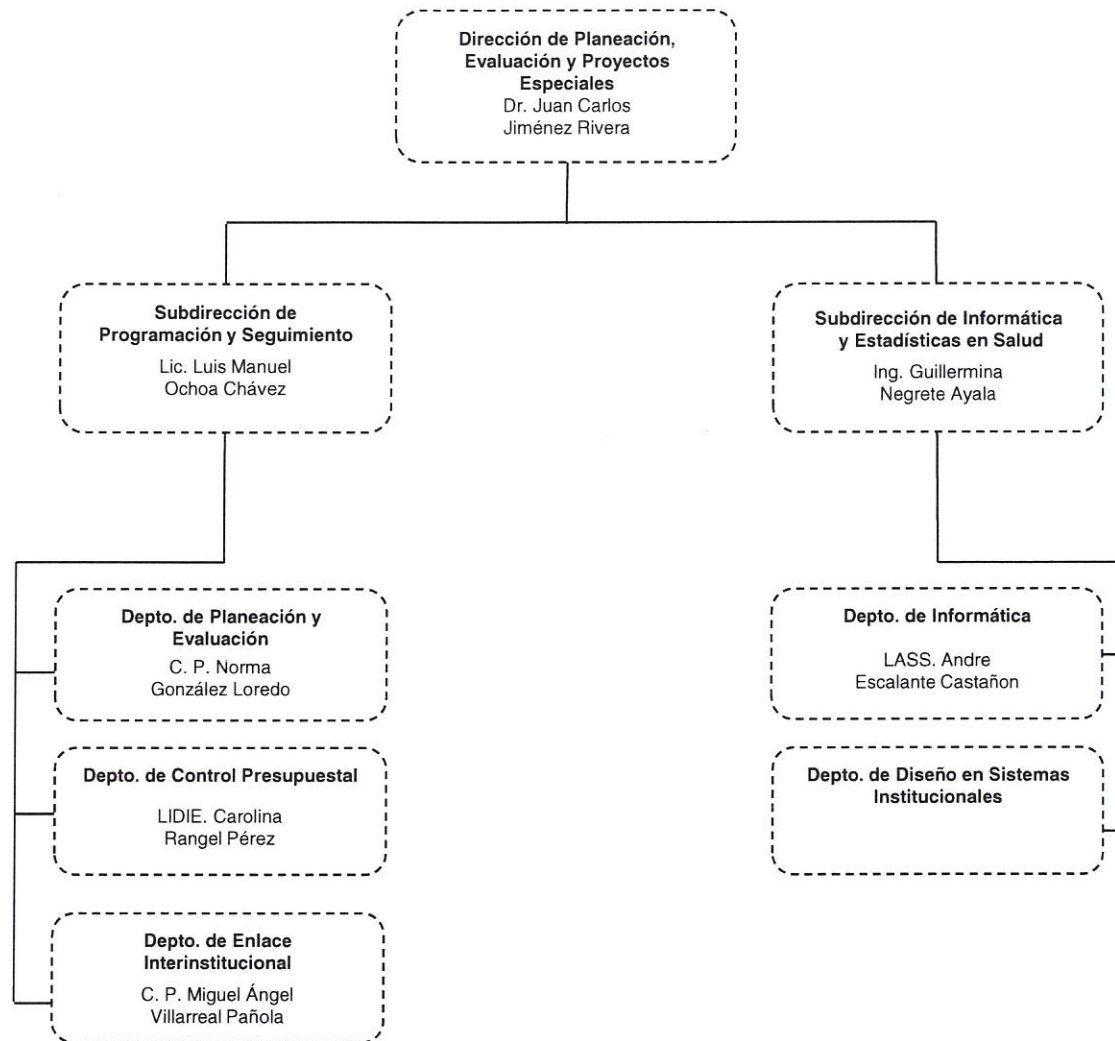 Dirección de Planeación,
Evaluación y Proyectos
Especiales
Dr. Juan Carlos
Jiménez Rivera
Subdirección de
Programación y Seguimiento
Lic. Luis Manuel
Ochoa Chávez
Subdirección de Informática
y Estadísticas en Salud
Ing. Guillermina
Negrete Ayala
Depto. de Planeación y
Evaluación
C. P. Norma
González Loredo
Depto. de Control Presupuestal
LIDIE. Carolina
Rangel Pérez
Depto. de Enlace
Interinstitucional
C. P. Miguel Ángel
Villarreal Pañola
Depto. de Informática
LASS. Andre
Escalante Castañon
Depto. de Diseño en Sistemas
Institucionales